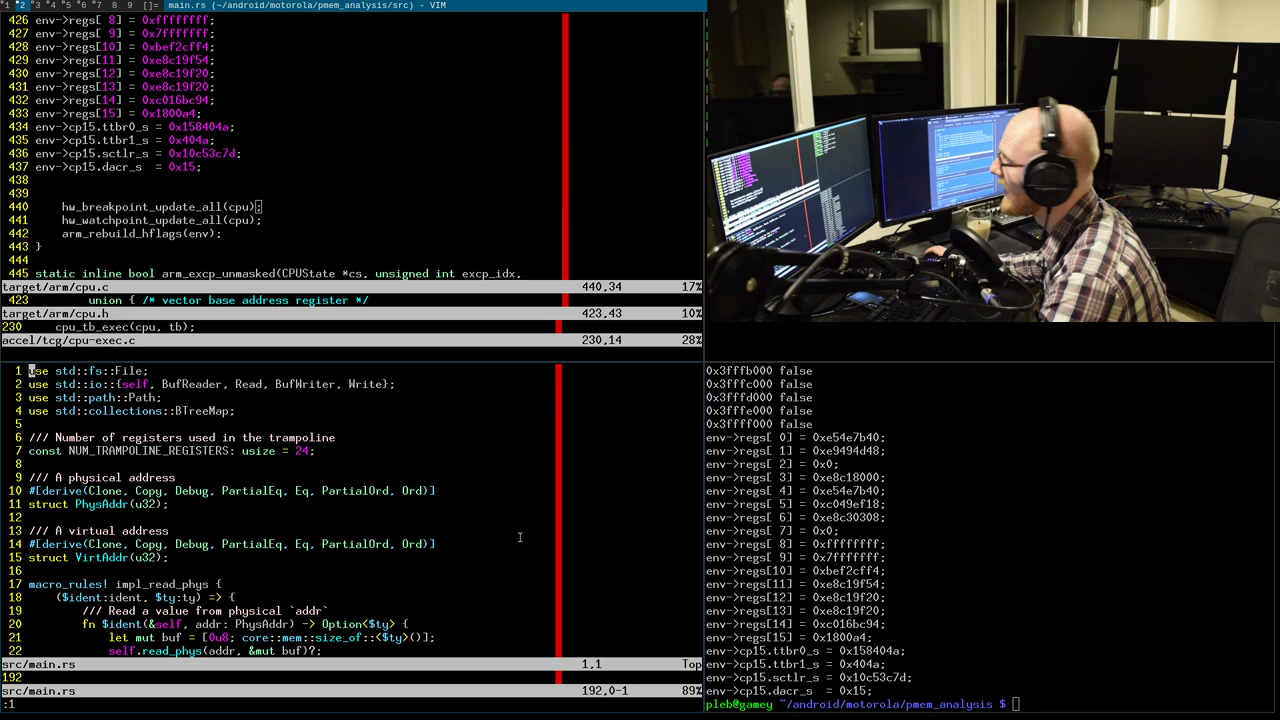 1 2 3 4 5 6 7 8 9 []= main.rs (~/android/motorola/pmem_analysis/src) - VIM
426 env->regs[ 8] = 0xffffffff;
427 env->regs[ 9] = 0x7fffffff;
428 env->regs[10] = 0xbef2cff4;
429 env->regs[11] = 0xe8c19f54;
430 env->regs[12] = 0xe8c19f20;
431 env->regs[13] = 0xe8c19f20;
432 env->regs[14] = 0xc016bc94;
433 env->regs[15] = 0x1800a4;
434 env->cp15.ttbr0_s = 0x158404a;
435 env->cp15.ttbr1_s = 0x404a;
436 env->cp15.sctlr_s = 0x10c53c7d;
437 env->cp15.dacr_s  = 0x15;
438
439
440     hw_breakpoint_update_all(cpu);
441     hw_watchpoint_update_all(cpu);
442     arm_rebuild_hflags(env);
443 }
444
445 static inline bool arm_excp_unmasked(CPUState *cs, unsigned int excp_idx,
target/arm/cpu.c 440,34 17%
423         union { /* vector base address register */
target/arm/cpu.h 423,43 10%
230     cpu_tb_exec(cpu, tb);
accel/tcg/cpu-exec.c 230,14 28%
1 use std::fs::File;
2 use std::io::{self, BufReader, Read, BufWriter, Write};
3 use std::path::Path;
4 use std::collections::BTreeMap;
5
6 /// Number of registers used in the trampoline
7 const NUM_TRAMPOLINE_REGISTERS: usize = 24;
8
9 /// A physical address
10 #[derive(Clone, Copy, Debug, PartialEq, Eq, PartialOrd, Ord)]
11 struct PhysAddr(u32);
12
13 /// A virtual address
14 #[derive(Clone, Copy, Debug, PartialEq, Eq, PartialOrd, Ord)]
15 struct VirtAddr(u32);
16
17 macro_rules! impl_read_phys {
18     ($ident:ident, $ty:ty) => {
19         /// Read a value from physical `addr`
20         fn $ident(&self, addr: PhysAddr) -> Option<$ty> {
21             let mut buf = [0u8; core::mem::size_of::<$ty>()];
22             self.read_phys(addr, &mut buf)?;
src/main.rs 1,1 Top
192
src/main.rs 192,0-1 89%
:1
0x3fffb000 false
0x3fffc000 false
0x3fffd000 false
0x3fffe000 false
0x3ffff000 false
env->regs[ 0] = 0xe54e7b40;
env->regs[ 1] = 0xe9494d48;
env->regs[ 2] = 0x0;
env->regs[ 3] = 0xe8c18000;
env->regs[ 4] = 0xe54e7b40;
env->regs[ 5] = 0xc049ef18;
env->regs[ 6] = 0xe8c30308;
env->regs[ 7] = 0x0;
env->regs[ 8] = 0xffffffff;
env->regs[ 9] = 0x7fffffff;
env->regs[10] = 0xbef2cff4;
env->regs[11] = 0xe8c19f54;
env->regs[12] = 0xe8c19f20;
env->regs[13] = 0xe8c19f20;
env->regs[14] = 0xc016bc94;
env->regs[15] = 0x1800a4;
env->cp15.ttbr0_s = 0x158404a;
env->cp15.ttbr1_s = 0x404a;
env->cp15.sctlr_s = 0x10c53c7d;
env->cp15.dacr_s  = 0x15;
pleb@gamey ~/android/motorola/pmem_analysis $